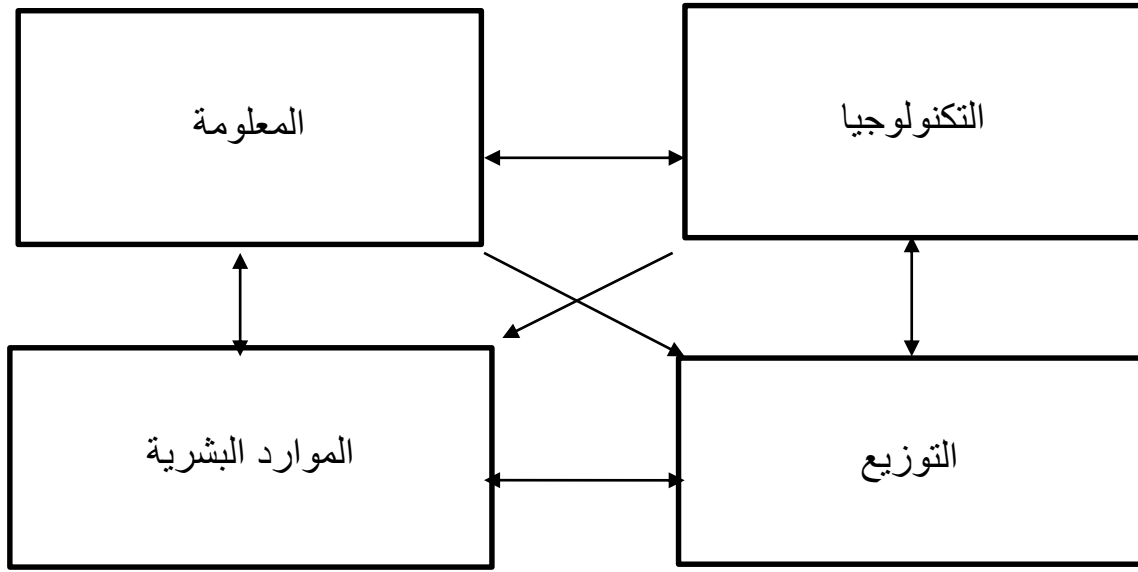 التكنولوجيا
المعلومة
التوزيع
الموارد البشرية